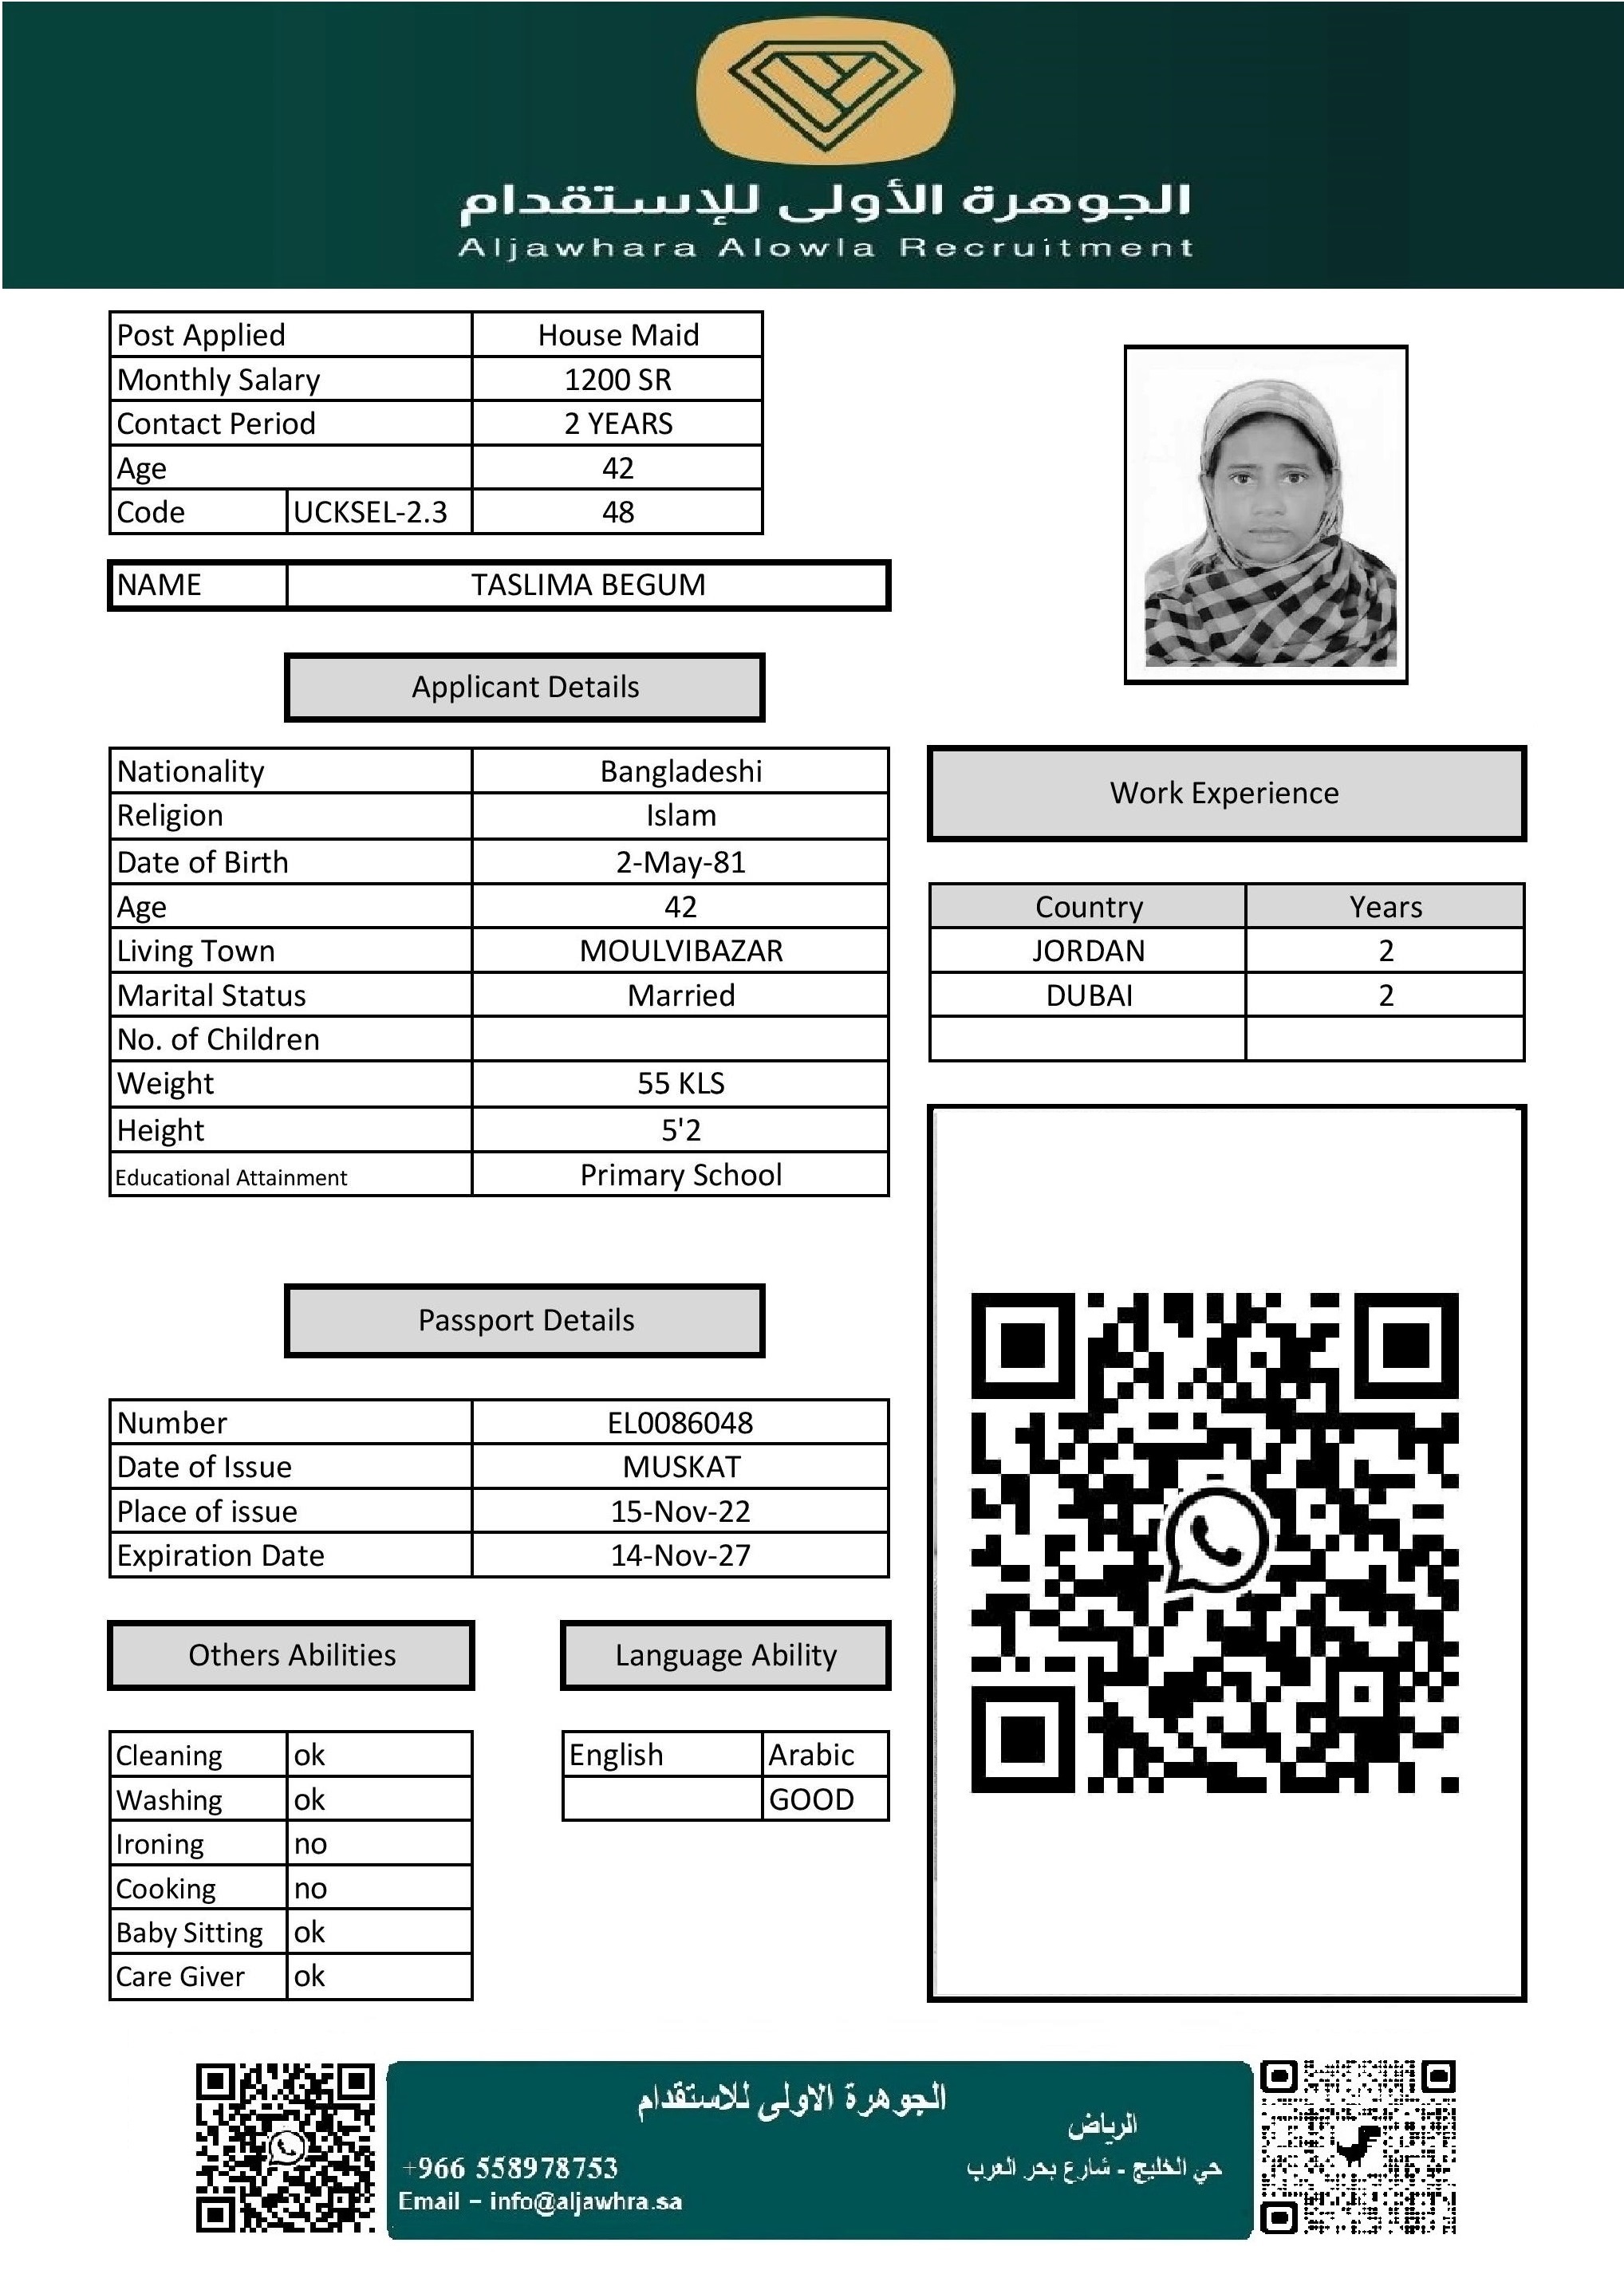 الجوهرة الأولى للإستقدام
Aljawhara Alowla Recruitment
Post Applied House Maid
Monthly Salary 1200 SR
Contact Period 2 YEARS
Age 42
Code UCKSEL-2.3 48
NAME TASLIMA BEGUM
Applicant Details
Nationality Bangladeshi
Religion Islam
Date of Birth 2-May-81
Age 42
Living Town MOULVIBAZAR
Marital Status Married
No. of Children
Weight 55 KLS
Height 5'2
Educational Attainment Primary School
Work Experience
Country Years
JORDAN 2
DUBAI 2
Passport Details
Number EL0086048
Date of Issue MUSKAT
Place of issue 15-Nov-22
Expiration Date 14-Nov-27
Others Abilities
Cleaning ok
Washing ok
Ironing no
Cooking no
Baby Sitting ok
Care Giver ok
Language Ability
English Arabic
GOOD
الجوهرة الاولى للاستقدام
الرياض
حي الخليج - شارع بحر العرب
+966 558978753
Email – info@aljawhra.sa